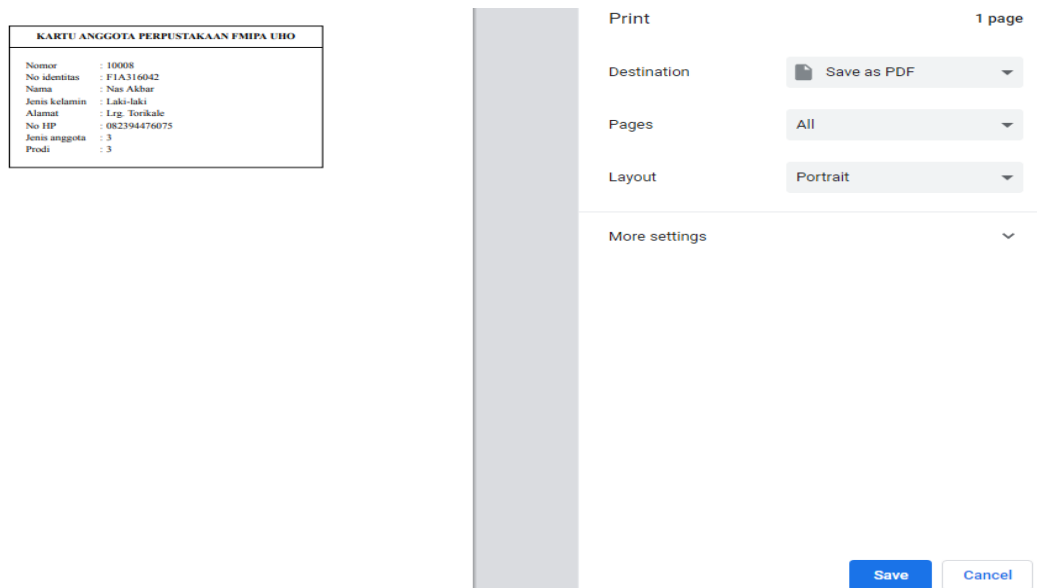 KARTU ANGGOTA PERPUSTAKAAN FMIPA UHO
Nomor : 10008
No identitas : F1A316042
Nama : Nas Akbar
Jenis kelamin : Laki-laki
Alamat : Lrg. Torikale
No HP : 082394476075
Jenis anggota : 3
Prodi : 3
Print 1 page
Destination Save as PDF
Pages All
Layout Portrait
More settings
Save Cancel